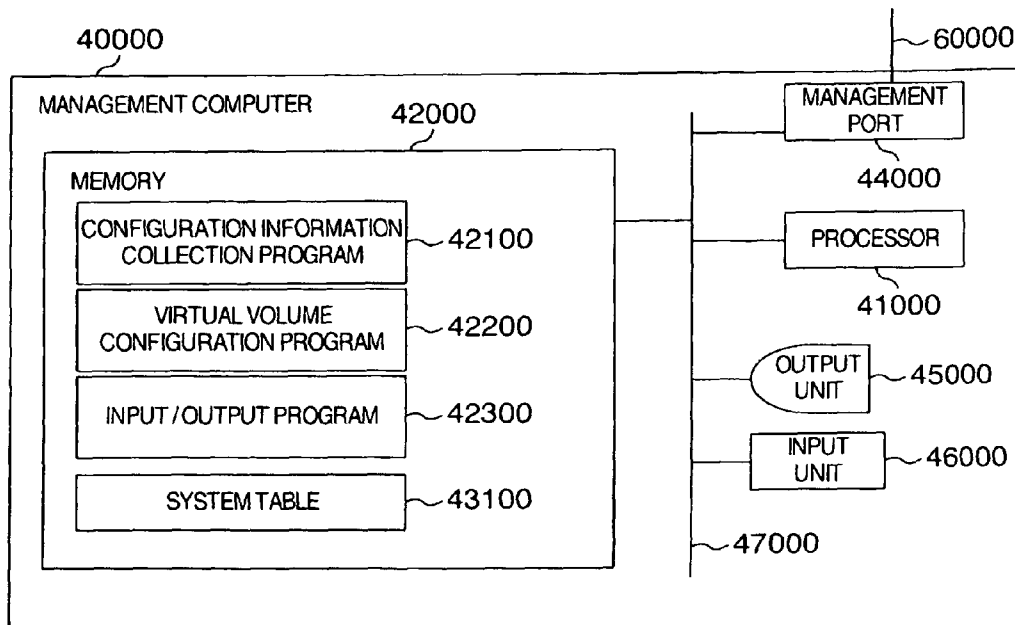 40000
60000
MANAGEMENT COMPUTER
42000
MANAGEMENT
PORT
44000
MEMORY
CONFIGURATION INFORMATION
COLLECTION PROGRAM
42100
PROCESSOR
41000
VIRTUAL VOLUME
CONFIGURATION PROGRAM
42200
OUTPUT
UNIT
45000
INPUT / OUTPUT PROGRAM
42300
INPUT
UNIT
46000
SYSTEM TABLE
43100
47000